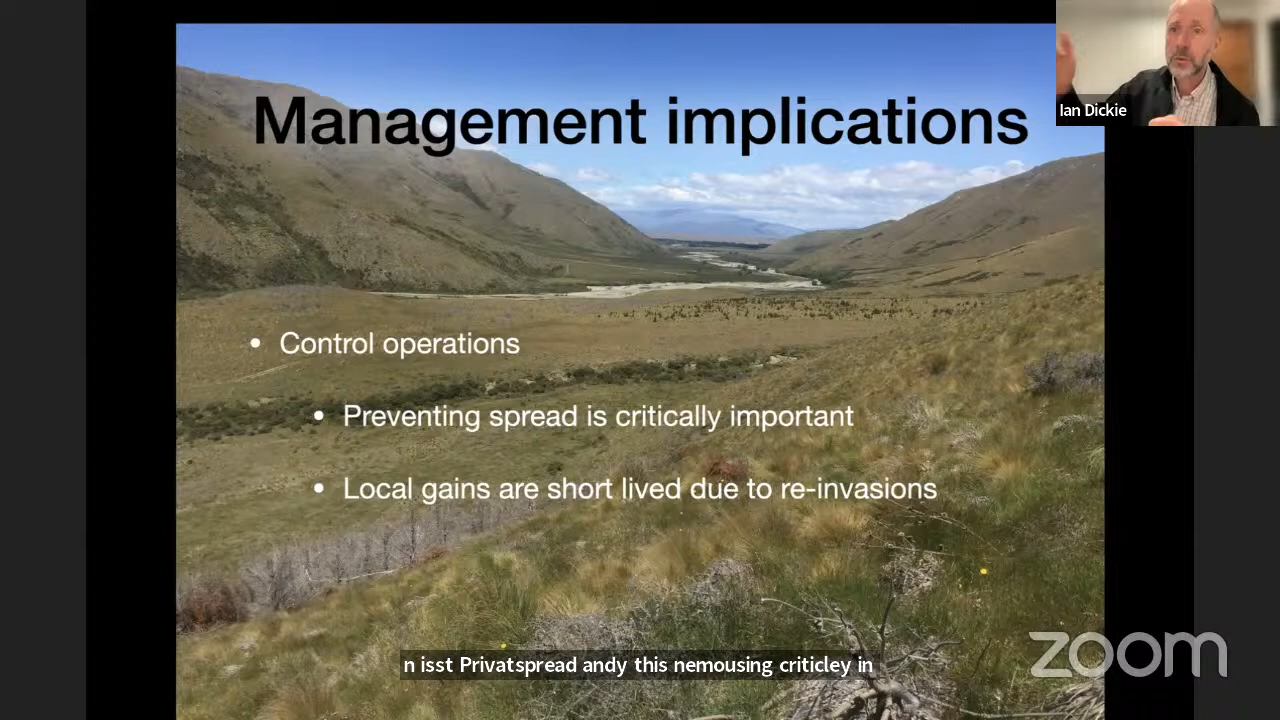 Management implications
Ian Dickie
• Control operations
• Preventing spread is critically important
• Local gains are short lived due to re-invasions
n isst Privatspread andy this nemousing criticley in
zoom